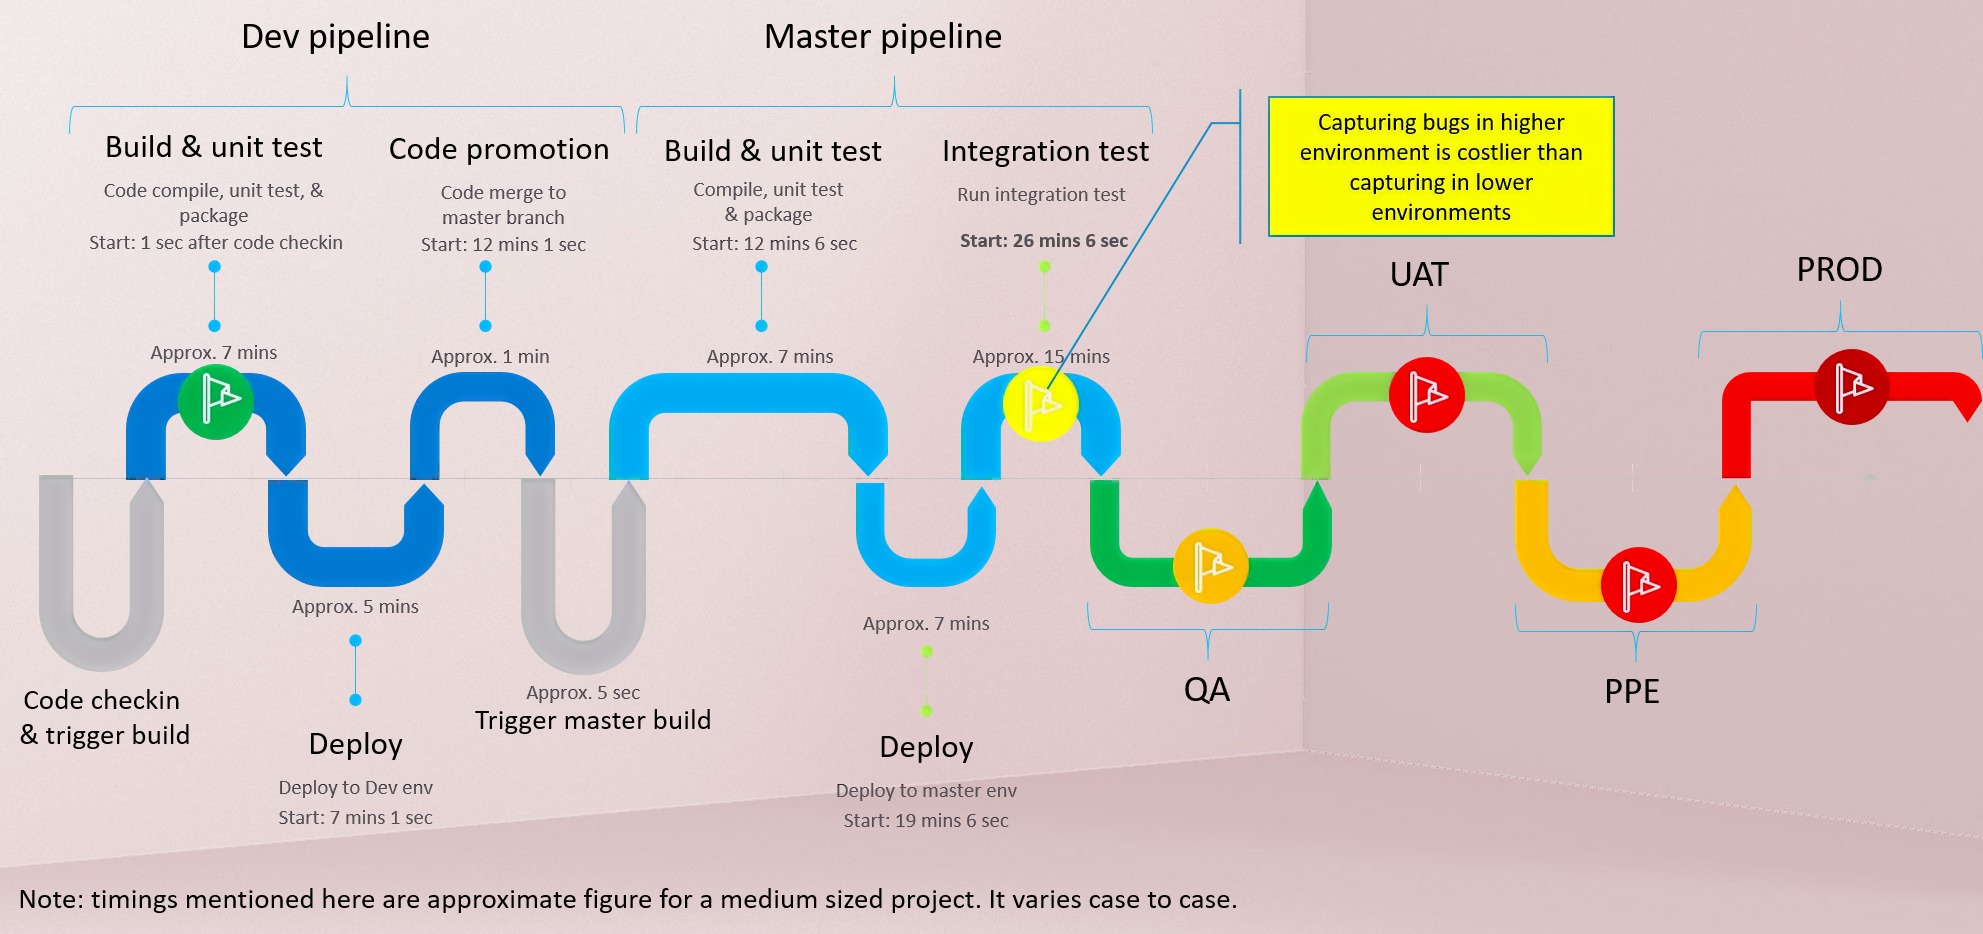 Dev pipeline
Master pipeline
Build & unit test
Code compile, unit test, &
package
Start: 1 sec after code checkin
Approx. 7 mins
Code promotion
Code merge to
master branch
Start: 12 mins 1 sec
Approx. 1 min
Build & unit test
Compile, unit test
& package
Start: 12 mins 6 sec
Approx. 7 mins
Integration test
Run integration test
Start: 26 mins 6 sec
Approx. 15 mins
Capturing bugs in higher
environment is costlier than
capturing in lower
environments
UAT
PROD
Code checkin
& trigger build
Approx. 5 mins
Deploy
Deploy to Dev env
Start: 7 mins 1 sec
Approx. 5 sec
Trigger master build
Approx. 7 mins
Deploy
Deploy to master env
Start: 19 mins 6 sec
QA
PPE
Note: timings mentioned here are approximate figure for a medium sized project. It varies case to case.